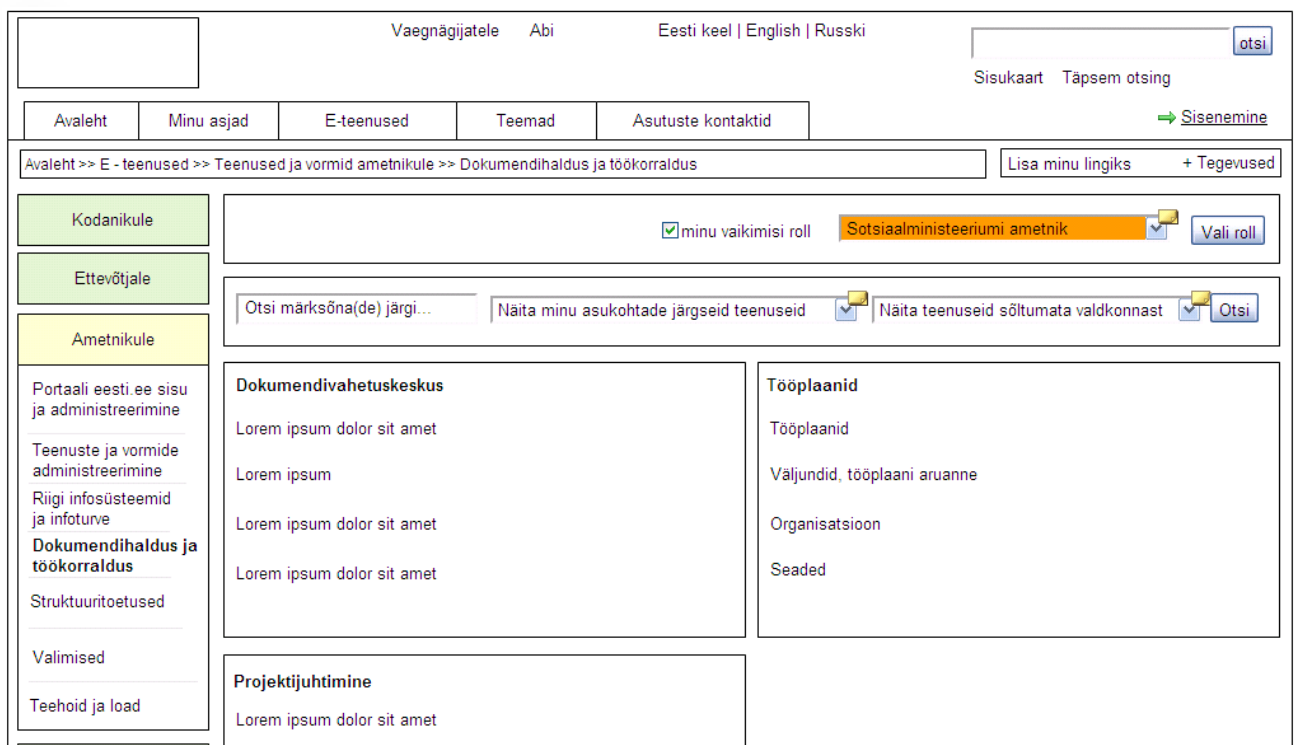 Vaegnägijatele Abi Eesti keel | English | Russki
otsi
Sisukaart Täpsem otsing
Avaleht Minu asjad E-teenused Teemad Asutuste kontaktid
Sisenemine
Avaleht >> E - teenused >> Teenused ja vormid ametnikule >> Dokumendihaldus ja töökorraldus
Lisa minu lingiks + Tegevused
Kodanikule
Ettevõtjale
Ametnikule
Portaali eesti.ee sisu
ja administreerimine
Teenuste ja vormide
administreerimine
Riigi infosüsteemid
ja infoturve
Dokumendihaldus ja
töökorraldus
Struktuuritoetused
Valimised
Teehoid ja load
minu vaikimisi roll Sotsiaalministeeriumi ametnik Vali roll
Otsi märksõna(de) järgi... Näita minu asukohtade järgseid teenuseid Näita teenuseid sõltumata valdkonnast Otsi
Dokumendivahetuskeskus
Lorem ipsum dolor sit amet
Lorem ipsum
Lorem ipsum dolor sit amet
Lorem ipsum dolor sit amet
Tööplaanid
Tööplaanid
Väljundid, tööplaani aruanne
Organisatsioon
Seaded
Projektijuhtimine
Lorem ipsum dolor sit amet